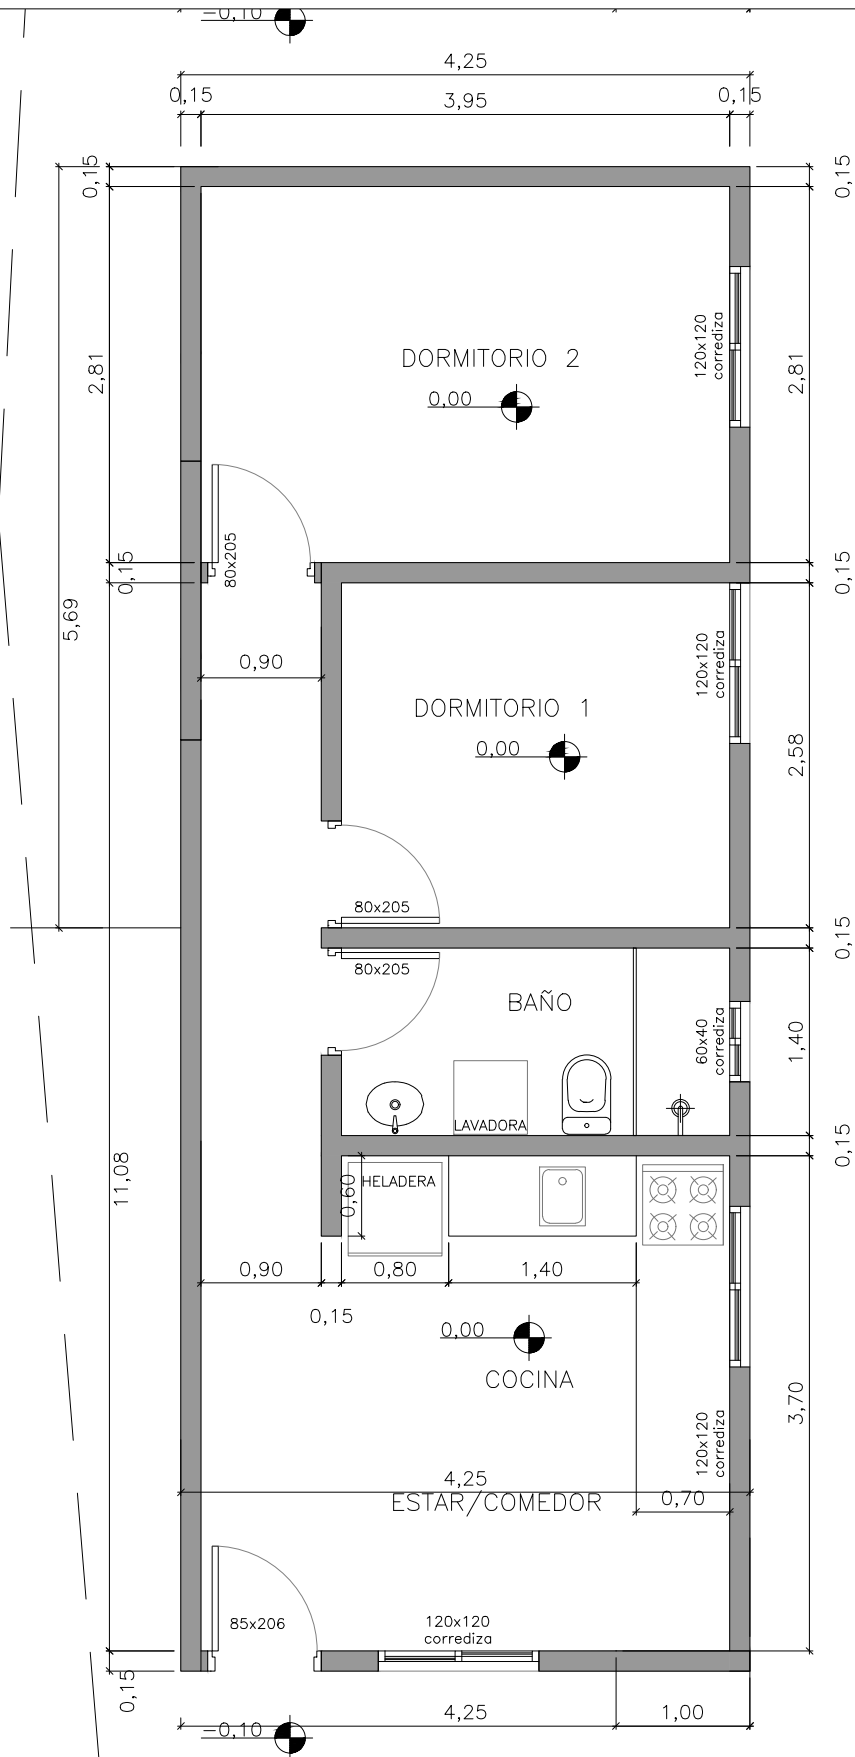 -0,10
4,25
0,15
3,95
0,15
0,15
0,15
2,81
120x120
corrediza
2,81
DORMITORIO 2
0,00
80x205
0,15
0,15
5,69
0,90
120x120
corrediza
DORMITORIO 1
0,00
2,58
80x205
0,15
80x205
BAÑO
60x40
corrediza
1,40
LAVADORA
0,15
11,08
0,60
HELADERA
0,90
0,80
1,40
0,15
0,00
COCINA
3,70
120x120
corrediza
4,25
ESTAR/COMEDOR
0,70
85x206
120x120
corrediza
0,15
4,25
1,00
-0,10